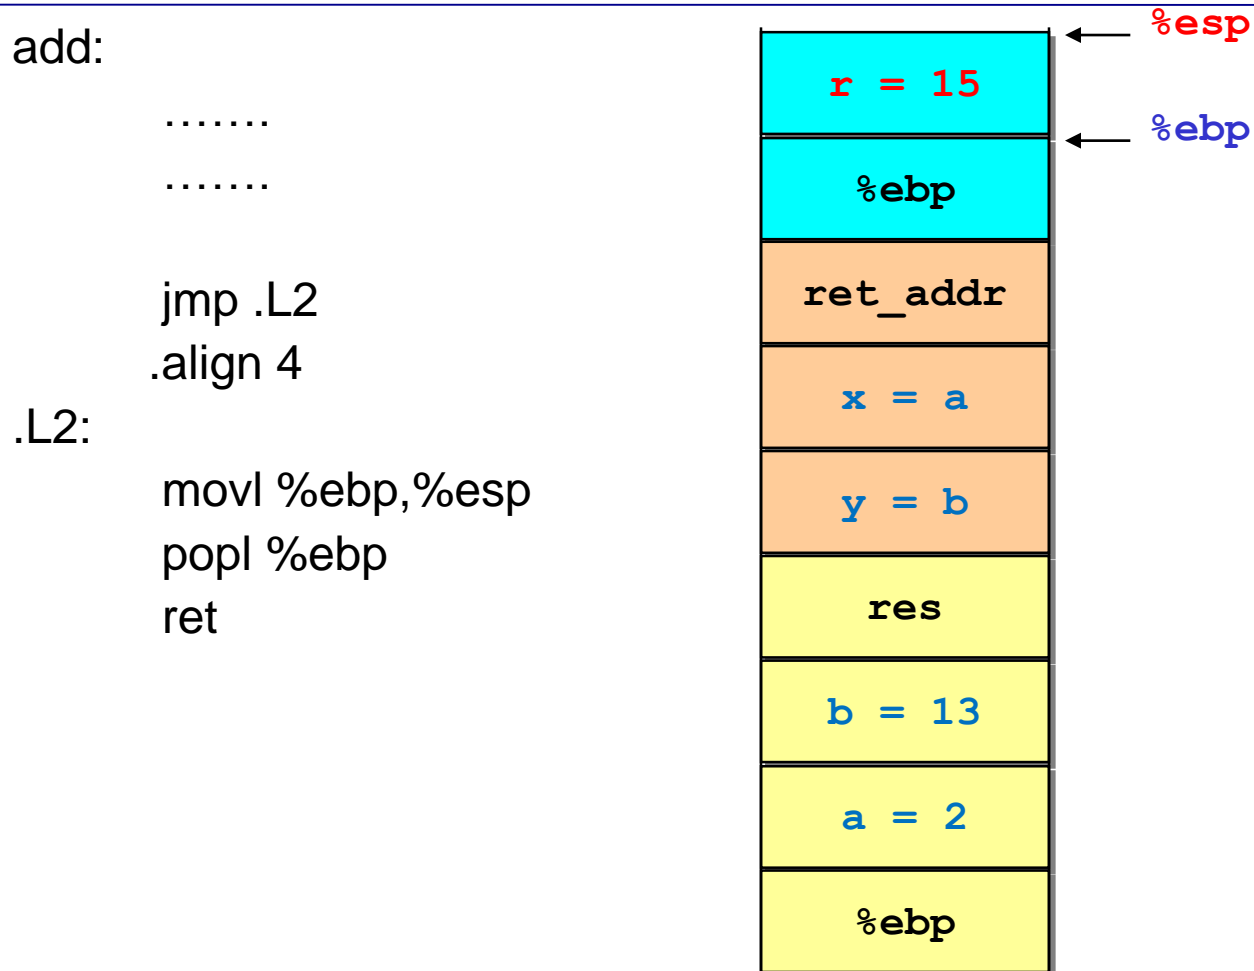 add:
…….
…….
jmp .L2
.align 4
.L2:
movl %ebp,%esp
popl %ebp
ret
%esp
r = 15
%ebp
%ebp
ret_addr
x = a
y = b
res
b = 13
a = 2
%ebp